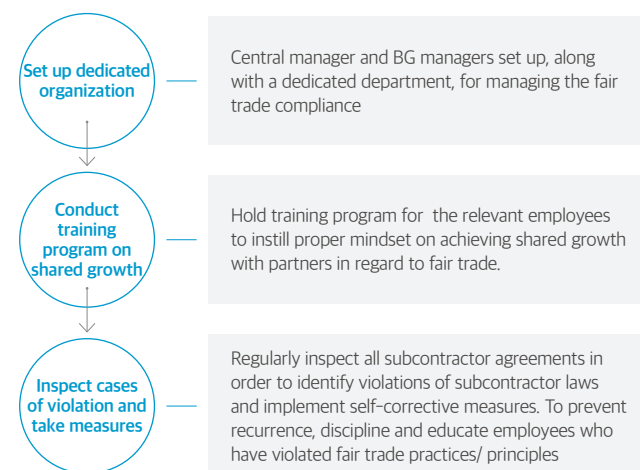 Set up dedicated
organization
Central manager and BG managers set up, along
with a dedicated department, for managing the fair
trade compliance
Conduct
training
program on
shared growth
Hold training program for the relevant employees
to instill proper mindset on achieving shared growth
with partners in regard to fair trade.
Inspect cases
of violation and
take measures
Regularly inspect all subcontractor agreements in
order to identify violations of subcontractor laws
and implement self-corrective measures. To prevent
recurrence, discipline and educate employees who
have violated fair trade practices/ principles